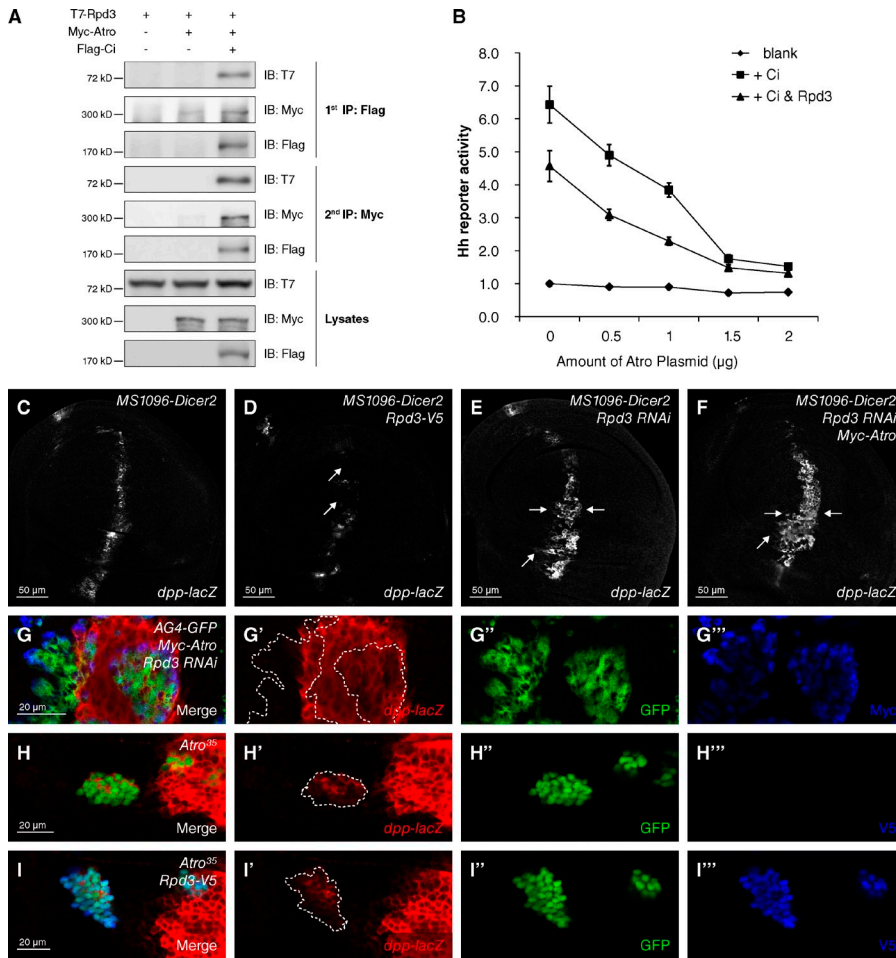 A
T7-Rpd3 + + +
Myc-Atro - + +
Flag-Ci - - +
72 kD IB: T7
300 kD IB: Myc 1st IP: Flag
170 kD IB: Flag
72 kD IB: T7
300 kD IB: Myc 2nd IP: Myc
170 kD IB: Flag
72 kD IB: T7
300 kD IB: Myc Lysates
170 kD IB: Flag
B
blank
+ Ci
+ Ci & Rpd3
Hh reporter activity
8.0
7.0
6.0
5.0
4.0
3.0
2.0
1.0
0.0
0 0.5 1 1.5 2
Amount of Atro Plasmid (µg)
C MS1096-Dicer2
50 µm dpp-lacZ
D MS1096-Dicer2
Rpd3-V5
50 µm dpp-lacZ
E MS1096-Dicer2
Rpd3 RNAi
50 µm dpp-lacZ
F MS1096-Dicer2
Rpd3 RNAi
Myc-Atro
50 µm dpp-lacZ
G AG4-GFP
Myc-Atro
Rpd3 RNAi
20 µm Merge
G'
dpp-lacZ
G''
GFP
G'''
Myc
H Atro35
20 µm Merge
H'
dpp-lacZ
H''
GFP
H'''
V5
I Atro35
Rpd3-V5
20 µm Merge
I'
dpp-lacZ
I''
GFP
I'''
V5